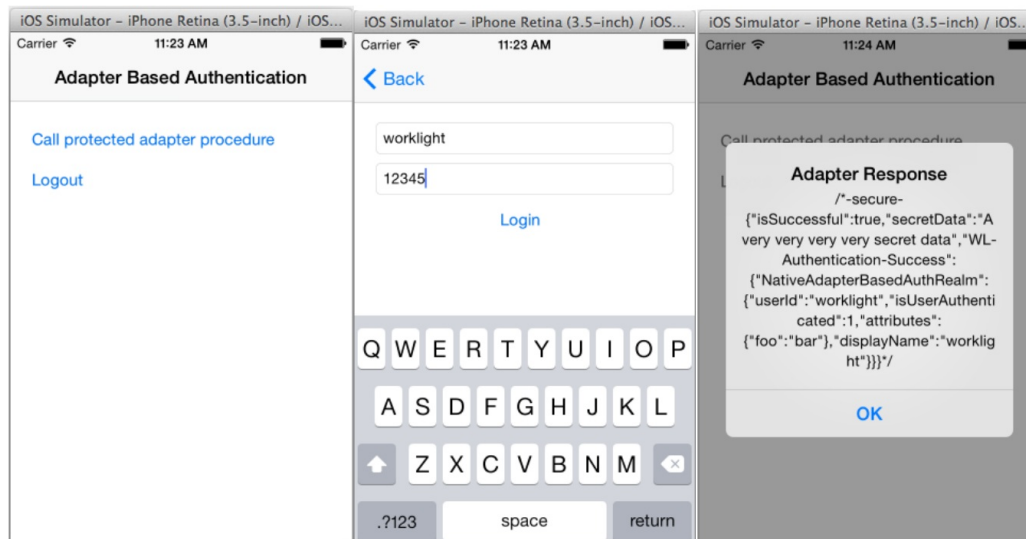 iOS Simulator – iPhone Retina (3.5–inch) / iOS...
Carrier 11:23 AM
Adapter Based Authentication
Call protected adapter procedure
Logout
iOS Simulator – iPhone Retina (3.5–inch) / iOS...
Carrier 11:23 AM
Back
worklight
12345
Login
Q W E R T Y U I O P
A S D F G H J K L
Z X C V B N M
.?123 space return
iOS Simulator – iPhone Retina (3.5–inch) / iOS...
Carrier 11:24 AM
Adapter Based Authentication
Call protected adapter procedure
L
Adapter Response
/*-secure-
{"isSuccessful":true,"secretData":"A
very very very very secret data","WL-
Authentication-Success":
{"NativeAdapterBasedAuthRealm":
{"userId":"worklight","isUserAuthenti
cated":1,"attributes":
{"foo":"bar"},"displayName":"worklig
ht"}}}*/
OK